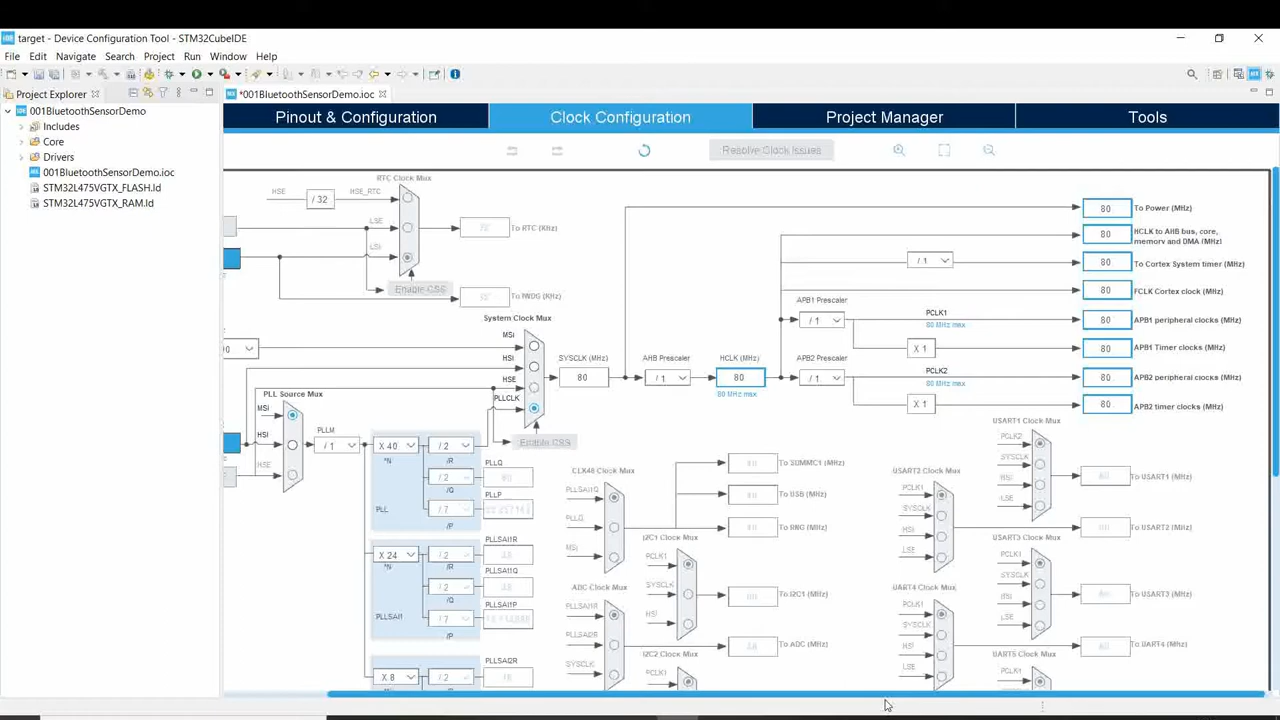 target - Device Configuration Tool - STM32CubeIDE
File Edit Navigate Search Project Run Window Help
Project Explorer
*001BluetoothSensorDemo.ioc
001BluetoothSensorDemo
Includes
Core
Drivers
001BluetoothSensorDemo.ioc
STM32L475VGTX_FLASH.ld
STM32L475VGTX_RAM.ld
Pinout & Configuration
Clock Configuration
Project Manager
Tools
Resolve Clock Issues
RTC Clock Mux
HSE
/ 32
HSE_RTC
LSE
To RTC (KHz)
LSI
Enable CSS
To IWDG (KHz)
System Clock Mux
MSI
HSI
HSE
PLLCLK
Enable CSS
SYSCLK (MHz)
80
AHB Prescaler
/ 1
HCLK (MHz)
80
80 MHz max
80 To Power (MHz)
80 HCLK to AHB bus, core,
memory and DMA (MHz)
/ 1
80 To Cortex System timer (MHz)
80 FCLK Cortex clock (MHz)
APB1 Prescaler
/ 1
PCLK1
80 MHz max
80 APB1 peripheral clocks (MHz)
X 1
80 APB1 Timer clocks (MHz)
APB2 Prescaler
/ 1
PCLK2
80 MHz max
80 APB2 peripheral clocks (MHz)
X 1
80 APB2 timer clocks (MHz)
PLL Source Mux
MSI
HSI
HSE
PLLM
/ 1
X 40
*N
/ 2
/R
/ 2
/Q
PLLQ
80
PLL
/ 7
/P
PLLP
X 24
*N
/ 2
/R
PLLSAI1R
48
/ 2
/Q
PLLSAI1Q
48
PLLSAI1
/ 7
/P
PLLSAI1P
X 8
/ 2
PLLSAI2R
CLK48 Clock Mux
PLLSAI1Q
PLLQ
MSI
To SDMMC1 (MHz)
To USB (MHz)
To RNG (MHz)
ADC Clock Mux
PLLSAI1R
PLLSAI2R
SYSCLK
To ADC (MHz)
I2C1 Clock Mux
PCLK1
SYSCLK
HSI
To I2C1 (MHz)
I2C2 Clock Mux
PCLK1
USART1 Clock Mux
PCLK2
SYSCLK
HSI
LSE
To USART1 (MHz)
USART2 Clock Mux
PCLK1
SYSCLK
HSI
LSE
To USART2 (MHz)
USART3 Clock Mux
PCLK1
SYSCLK
HSI
LSE
To USART3 (MHz)
UART4 Clock Mux
PCLK1
SYSCLK
HSI
LSE
To UART4 (MHz)
UART5 Clock Mux
PCLK1